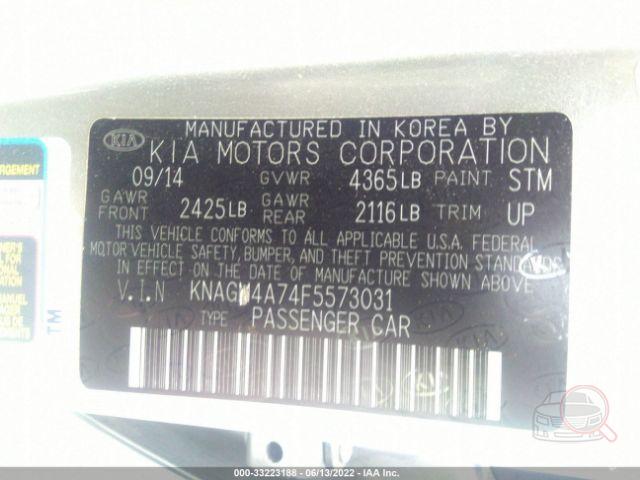 KIA
MANUFACTURED IN KOREA BY
KIA MOTORS CORPORATION
09/14 GVWR 4365LB PAINT STM
GAWR FRONT 2425LB GAWR REAR 2116LB TRIM UP
THIS VEHICLE CONFORMS TO ALL APPLICABLE U.S.A. FEDERAL
MOTOR VEHICLE SAFETY, BUMPER, AND THEFT PREVENTION STANDARDS
IN EFFECT ON THE DATE OF MANUFACTURE SHOWN ABOVE
V.I.N KNAGM4A74F5573031
TYPE PASSENGER CAR
TM
000-33223188 - 06/13/2022 - IAA Inc.